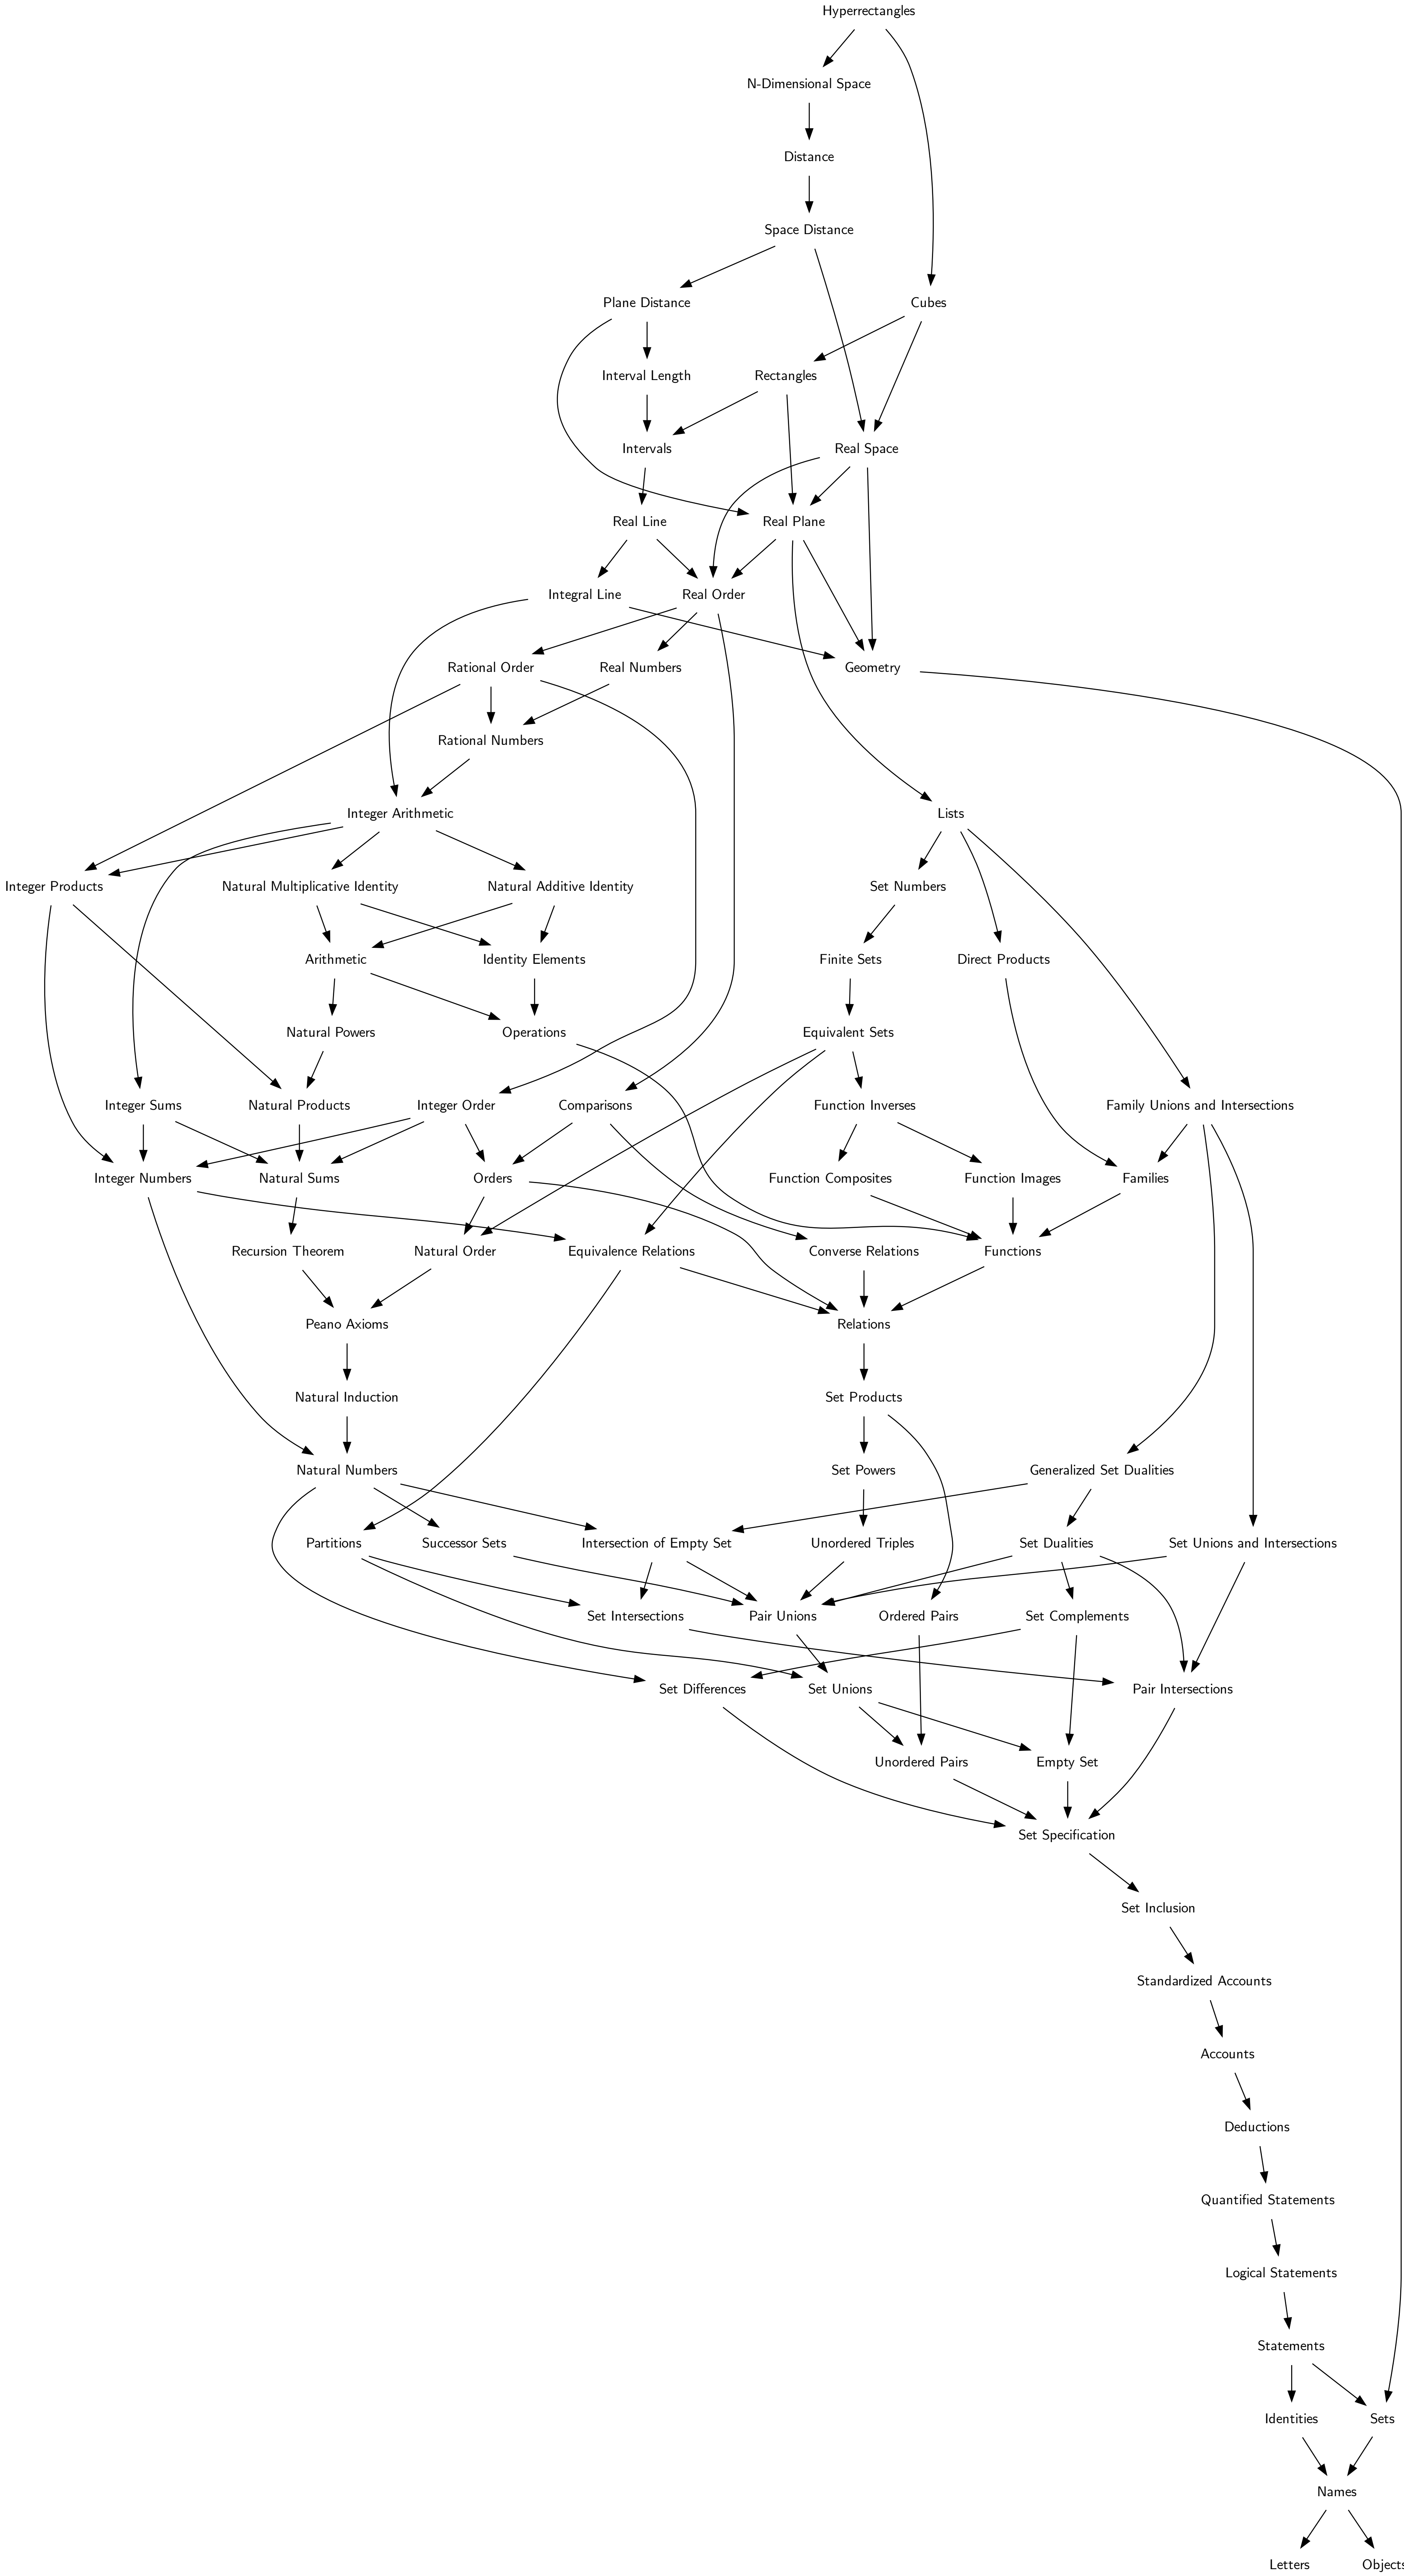 Hyperrectangles
N-Dimensional Space
Distance
Space Distance
Plane Distance
Cubes
Interval Length
Rectangles
Intervals
Real Space
Real Line
Real Plane
Integral Line
Real Order
Rational Order
Real Numbers
Geometry
Rational Numbers
Integer Arithmetic
Lists
Integer Products
Natural Multiplicative Identity
Natural Additive Identity
Set Numbers
Arithmetic
Identity Elements
Finite Sets
Direct Products
Natural Powers
Operations
Equivalent Sets
Integer Sums
Natural Products
Integer Order
Comparisons
Function Inverses
Family Unions and Intersections
Integer Numbers
Natural Sums
Orders
Function Composites
Function Images
Families
Recursion Theorem
Natural Order
Equivalence Relations
Converse Relations
Functions
Peano Axioms
Relations
Natural Induction
Set Products
Natural Numbers
Set Powers
Generalized Set Dualities
Partitions
Successor Sets
Intersection of Empty Set
Unordered Triples
Set Dualities
Set Unions and Intersections
Set Intersections
Pair Unions
Ordered Pairs
Set Complements
Set Differences
Set Unions
Pair Intersections
Unordered Pairs
Empty Set
Set Specification
Set Inclusion
Standardized Accounts
Accounts
Deductions
Quantified Statements
Logical Statements
Statements
Identities
Sets
Names
Letters
Objects